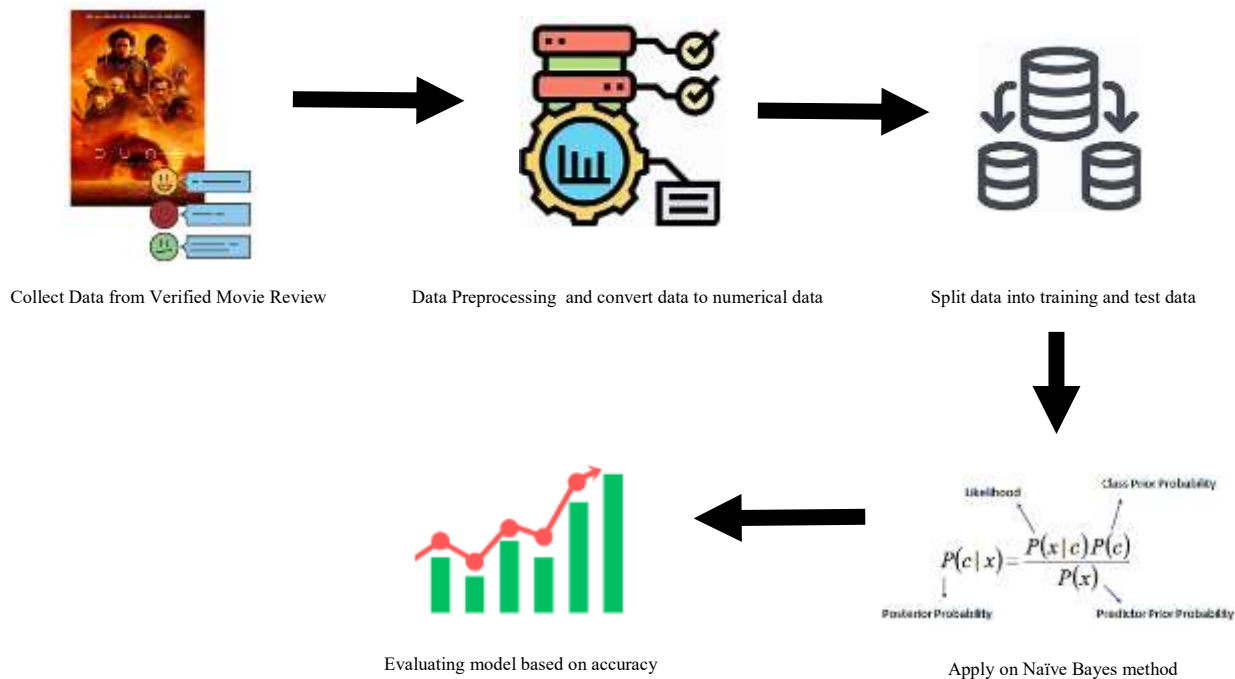 DUNE
Collect Data from Verified Movie Review
Data Preprocessing and convert data to numerical data
Split data into training and test data
Likelihood
Class Prior Probability
P(c | x) = P(x | c) P(c) / P(x)
Posterior Probability
Predictor Prior Probability
Evaluating model based on accuracy
Apply on Naïve Bayes method